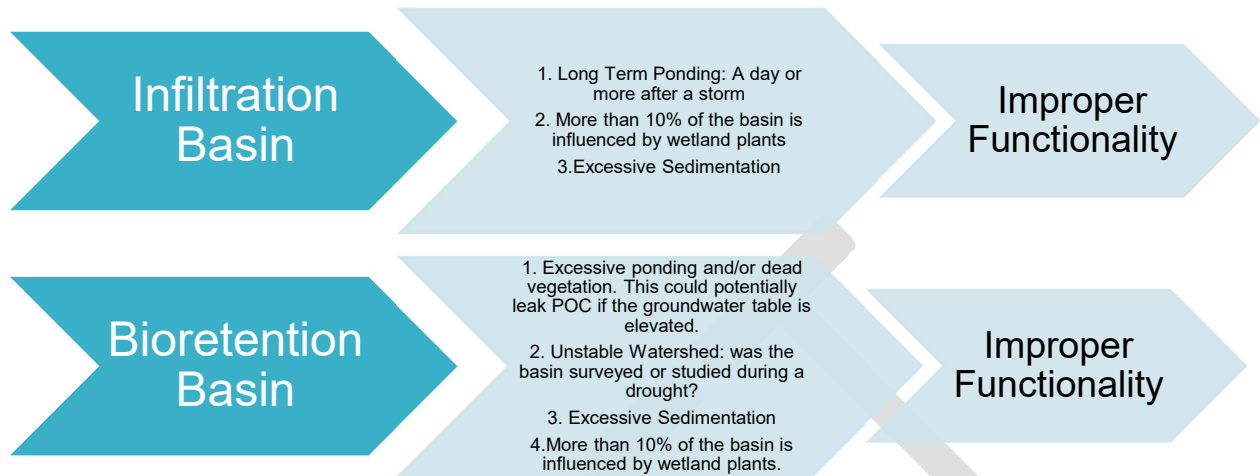 Infiltration
Basin
1. Long Term Ponding: A day or
more after a storm
2. More than 10% of the basin is
influenced by wetland plants
3.Excessive Sedimentation
Improper
Functionality
Bioretention
Basin
1. Excessive ponding and/or dead
vegetation. This could potentially
leak POC if the groundwater table is
elevated.
2. Unstable Watershed: was the
basin surveyed or studied during a
drought?
3. Excessive Sedimentation
4.More than 10% of the basin is
influenced by wetland plants.
Improper
Functionality